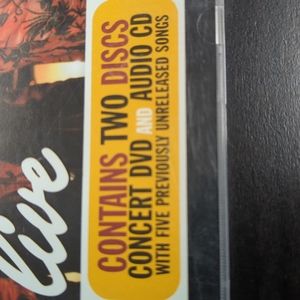 live
CONTAINS TWO DISCS
CONCERT DVD AND AUDIO CD
WITH FIVE PREVIOUSLY UNRELEASED SONGS